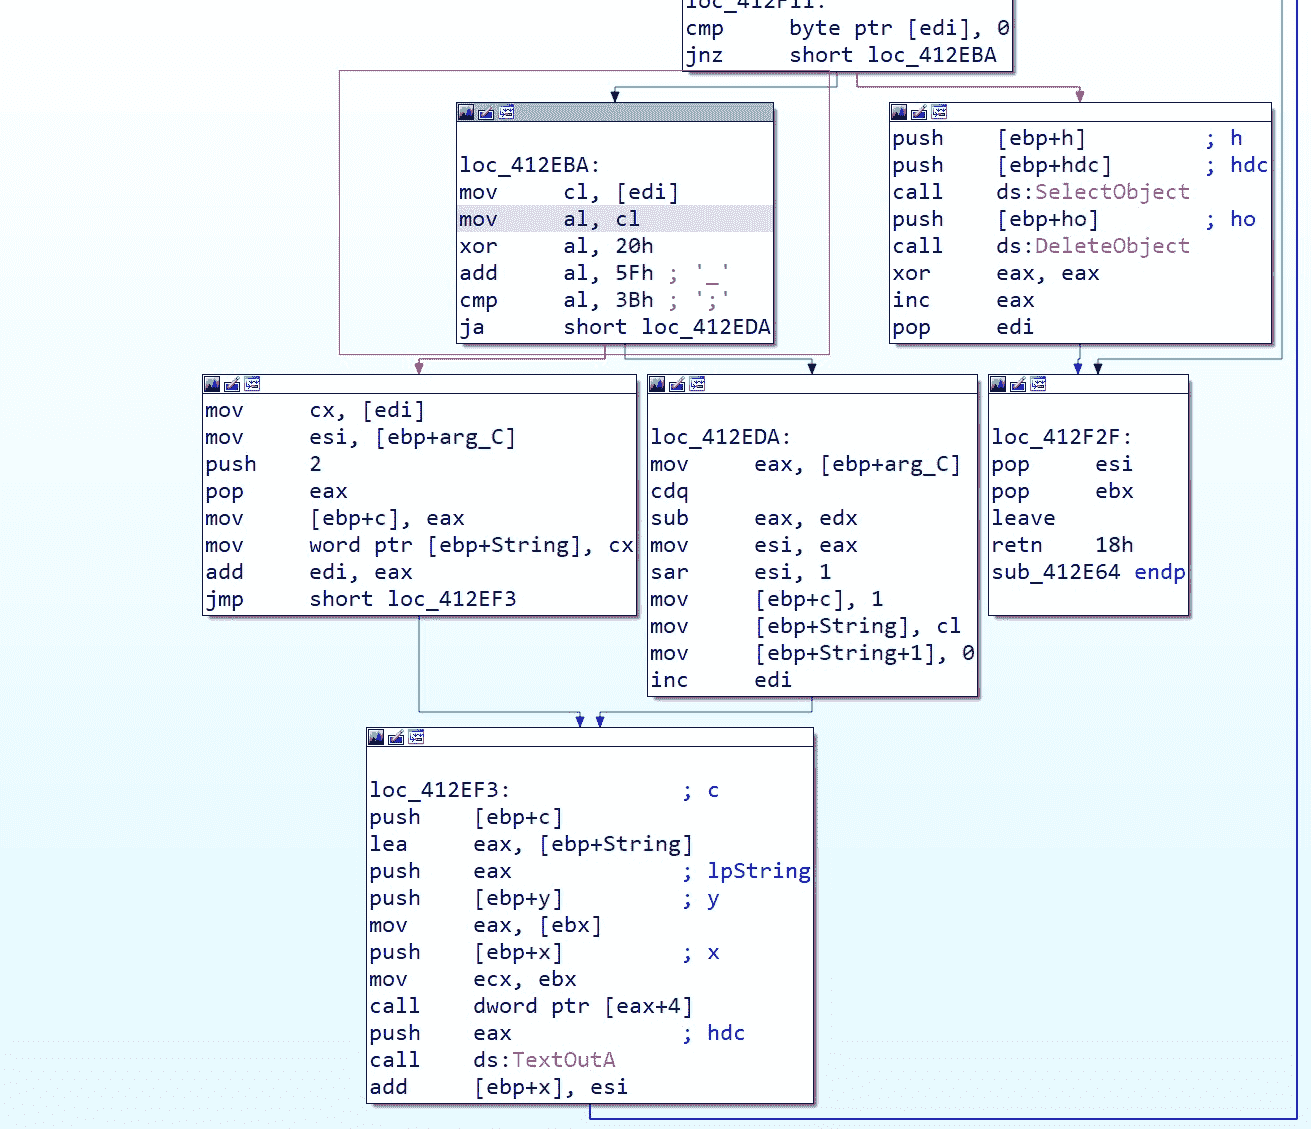 loc_412F11:
cmp byte ptr [edi], 0
jnz short loc_412EBA
loc_412EBA:
mov cl, [edi]
mov al, cl
xor al, 20h
add al, 5Fh ; '_'
cmp al, 3Bh ; ';'
ja short loc_412EDA
push [ebp+h] ; h
push [ebp+hdc] ; hdc
call ds:SelectObject
push [ebp+ho] ; ho
call ds:DeleteObject
xor eax, eax
inc eax
pop edi
mov cx, [edi]
mov esi, [ebp+arg_C]
push 2
pop eax
mov [ebp+c], eax
mov word ptr [ebp+String], cx
add edi, eax
jmp short loc_412EF3
loc_412EDA:
mov eax, [ebp+arg_C]
cdq
sub eax, edx
mov esi, eax
sar esi, 1
mov [ebp+c], 1
mov [ebp+String], cl
mov [ebp+String+1], 0
inc edi
loc_412F2F:
pop esi
pop ebx
leave
retn 18h
sub_412E64 endp
loc_412EF3: ; c
push [ebp+c]
lea eax, [ebp+String]
push eax ; lpString
push [ebp+y] ; y
mov eax, [ebx]
push [ebp+x] ; x
mov ecx, ebx
call dword ptr [eax+4]
push eax ; hdc
call ds:TextOutA
add [ebp+x], esi